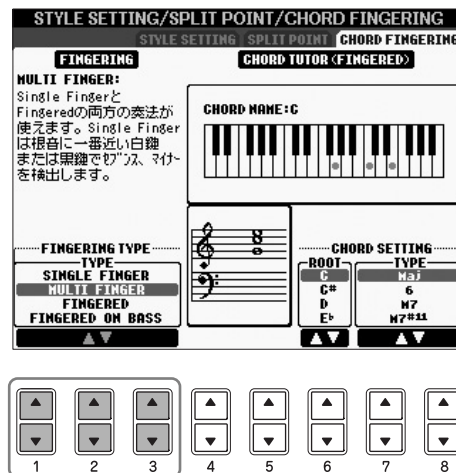 STYLE SETTING/SPLIT POINT/CHORD FINGERING
STYLE SETTING SPLIT POINT CHORD FINGERING
FINGERING
MULTI FINGER:
Single Fingerと
Fingeredの両方の奏法が
使えます。Single Finger
は根音に一番近い白鍵
または黒鍵でｾﾌﾞﾝｽ、ﾏｲﾅｰ
を検出します。
CHORD TUTOR (FINGERED)
CHORD NAME:C
FINGERING TYPE
TYPE
SINGLE FINGER
MULTI FINGER
FINGERED
FINGERED ON BASS
CHORD SETTING
ROOT TYPE
C Maj
C# 6
D M7
E♭ M7#11
1 2 3 4 5 6 7 8